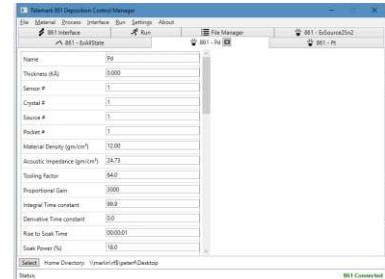 Telemark 861 Deposition Control Manager
File Material Process Interface Run Settings About
861 Interface Run File Manager 861 - ExSource2Sn2
861 - ExAllState 861 - Pd 861 - Pt
Name Pd
Thickness (KÅ) 0.000
Sensor # 1
Crystal # 1
Source # 1
Pocket # 1
Material Density (gm/cm³) 12.00
Acoustic Impedance (gm/cm²) 24.73
Tooling Factor 64.0
Proportional Gain 3000
Integral Time constant 99.9
Derivative Time constant 0.0
Rise to Soak Time 00:00:01
Soak Power (%) 18.0
Select Home Directory:
Status: 861 Connected